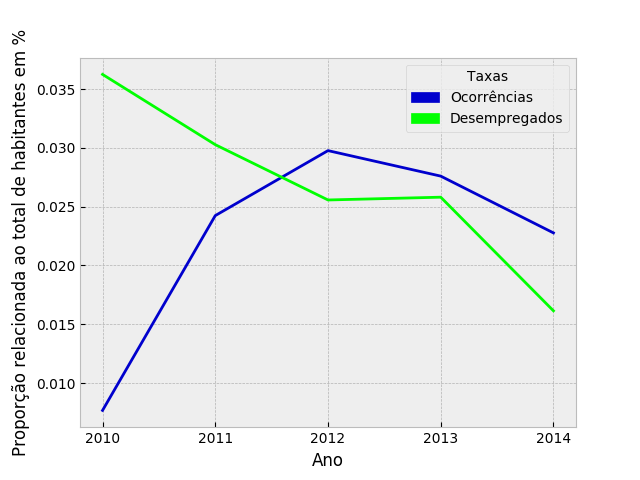 Proporção relacionada ao total de habitantes em %
0.035
0.030
0.025
0.020
0.015
0.010
Taxas
Ocorrências
Desempregados
2010 2011 2012 2013 2014
Ano